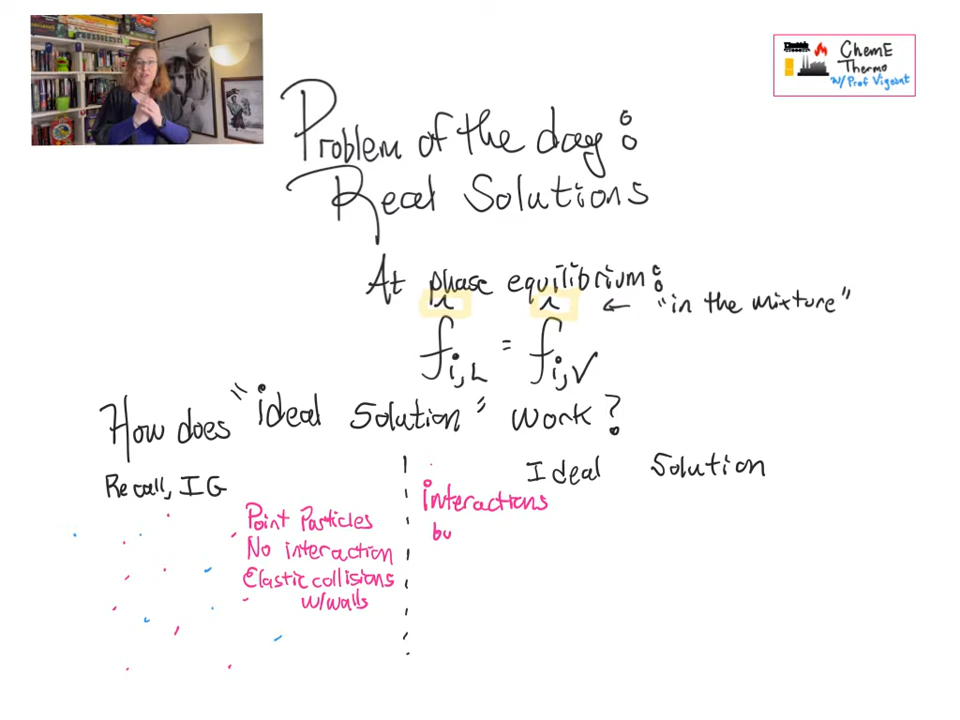 ChemE
Thermo
w/ Prof Vigeant
Problem of the day:
Real Solutions
At phase equilibrium:
f̂i,L = f̂i,V ← "in the mixture"
How does "ideal solution" work?
Recall, IG
Point Particles
No interaction
Elastic collisions
w/walls
Ideal Solution
interactions
bu